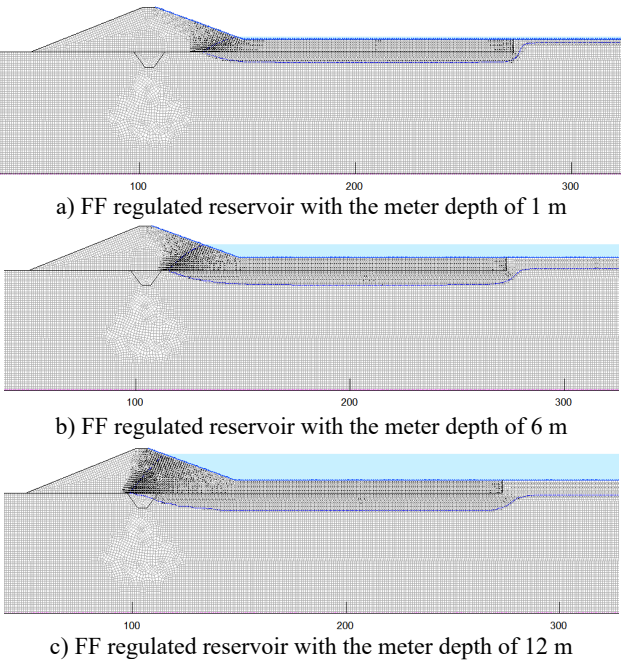 100 200 300
a) FF regulated reservoir with the meter depth of 1 m
100 200 300
b) FF regulated reservoir with the meter depth of 6 m
100 200 300
c) FF regulated reservoir with the meter depth of 12 m